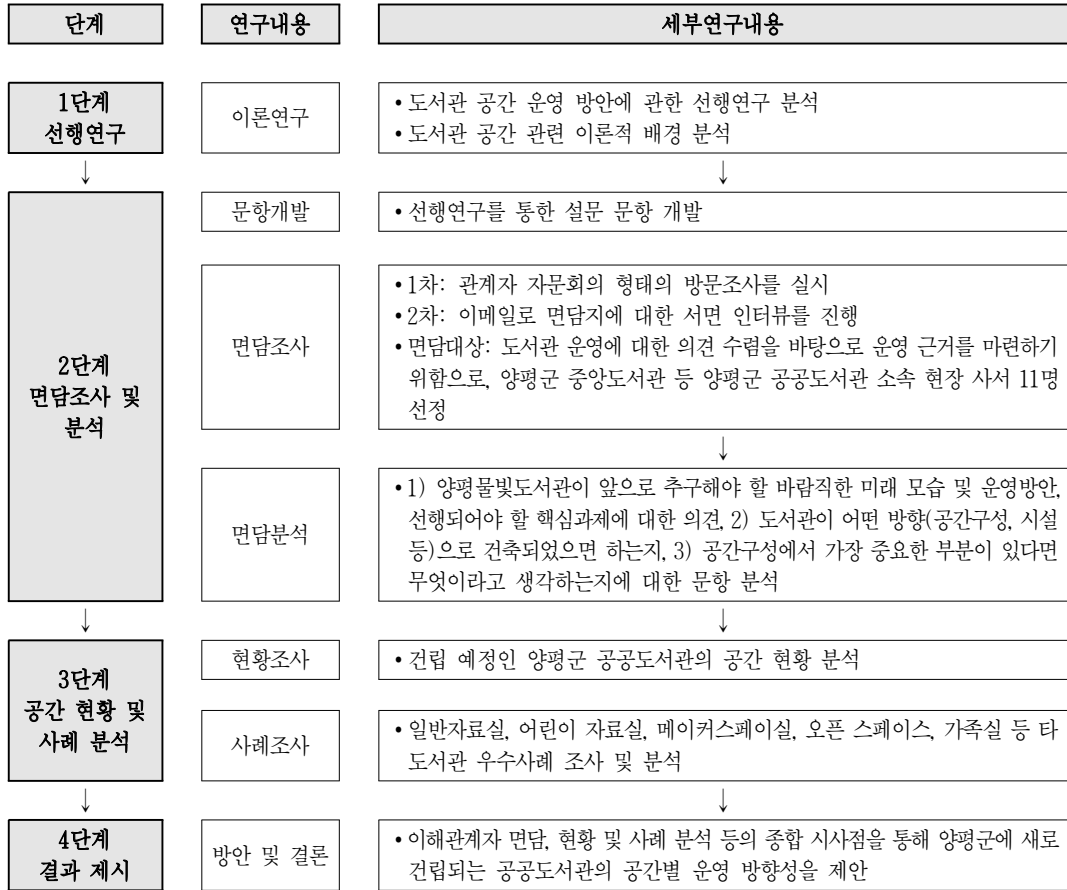 단계
연구내용
세부연구내용
1단계
선행연구
이론연구
• 도서관 공간 운영 방안에 관한 선행연구 분석
• 도서관 공간 관련 이론적 배경 분석
↓
↓
2단계
면담조사 및
분석
문항개발
• 선행연구를 통한 설문 문항 개발
면담조사
• 1차: 관계자 자문회의 형태의 방문조사를 실시
• 2차: 이메일로 면담지에 대한 서면 인터뷰를 진행
• 면담대상: 도서관 운영에 대한 의견 수렴을 바탕으로 운영 근거를 마련하기
위함으로, 양평군 중앙도서관 등 양평군 공공도서관 소속 현장 사서 11명
선정
↓
면담분석
• 1) 양평물빛도서관이 앞으로 추구해야 할 바람직한 미래 모습 및 운영방안,
선행되어야 할 핵심과제에 대한 의견, 2) 도서관이 어떤 방향(공간구성, 시설
등)으로 건축되었으면 하는지, 3) 공간구성에서 가장 중요한 부분이 있다면
무엇이라고 생각하는지에 대한 문항 분석
↓
↓
3단계
공간 현황 및
사례 분석
현황조사
• 건립 예정인 양평군 공공도서관의 공간 현황 분석
사례조사
• 일반자료실, 어린이 자료실, 메이커스페이실, 오픈 스페이스, 가족실 등 타
도서관 우수사례 조사 및 분석
↓
↓
4단계
결과 제시
방안 및 결론
• 이해관계자 면담, 현황 및 사례 분석 등의 종합 시사점을 통해 양평군에 새로
건립되는 공공도서관의 공간별 운영 방향성을 제안